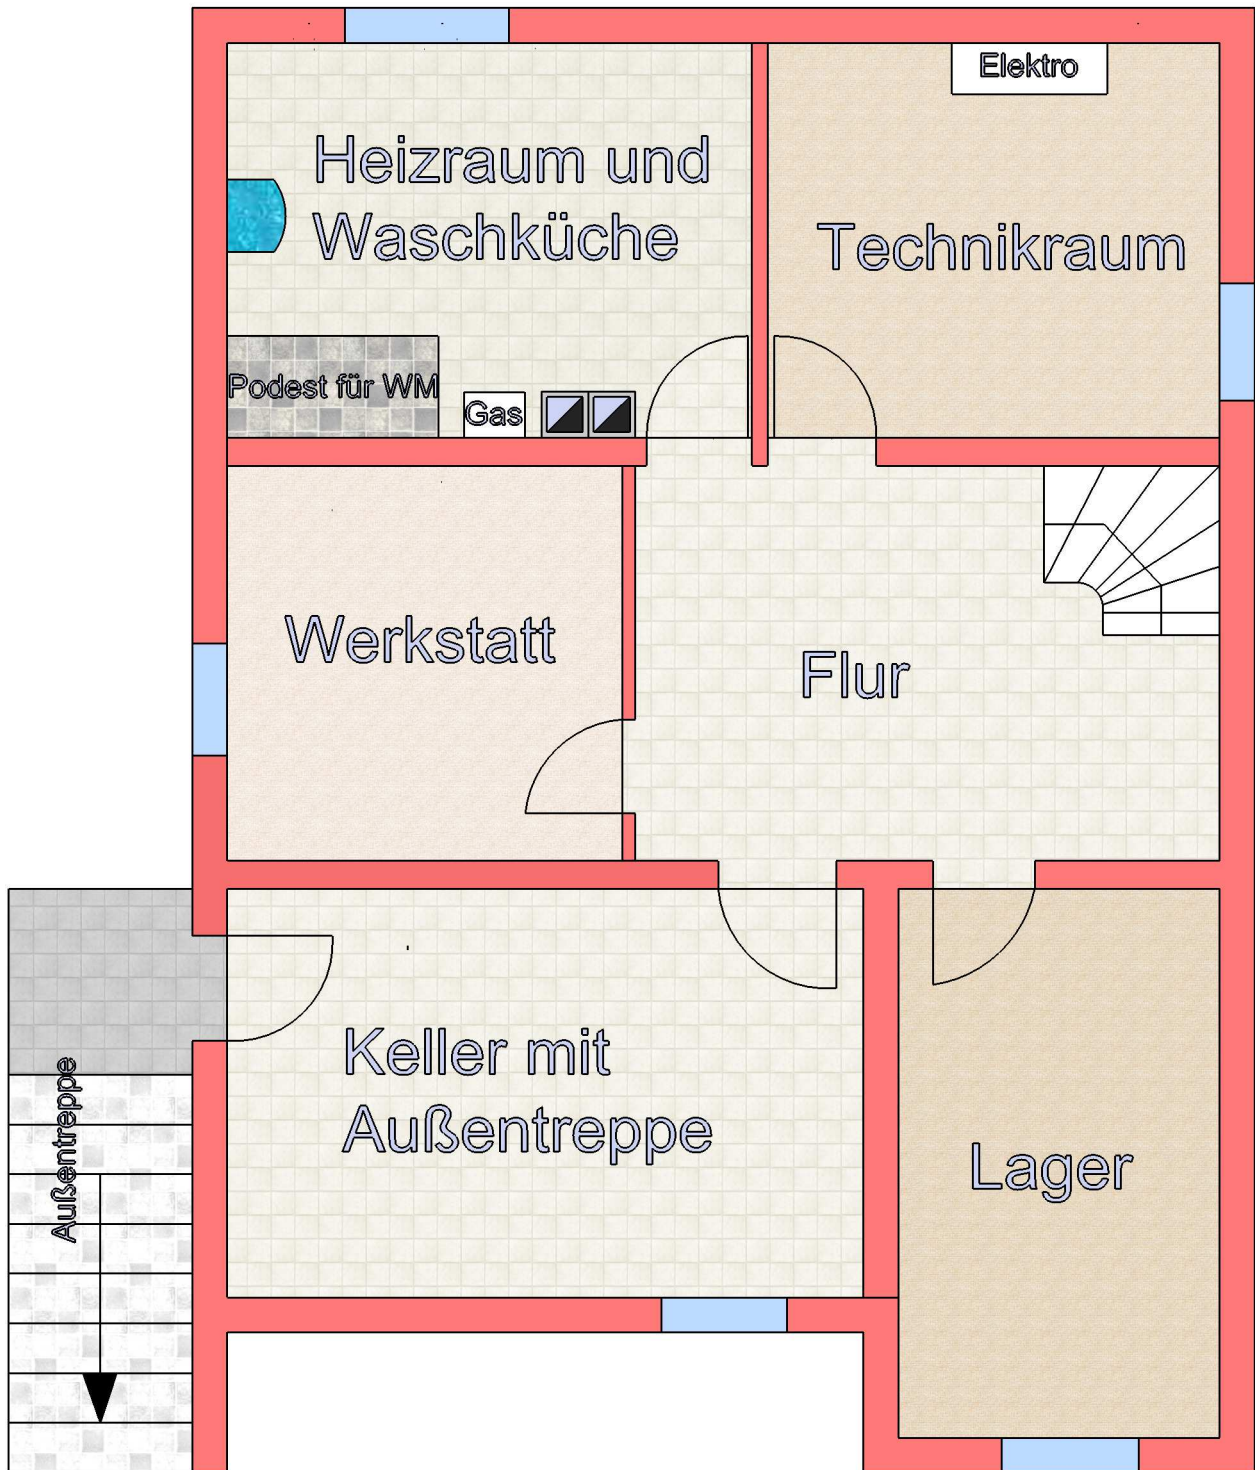 Elektro
Heizraum und
Waschküche
Technikraum
Podest für WM
Gas
Werkstatt
Flur
Keller mit
Außentreppe
Außentreppe
Lager